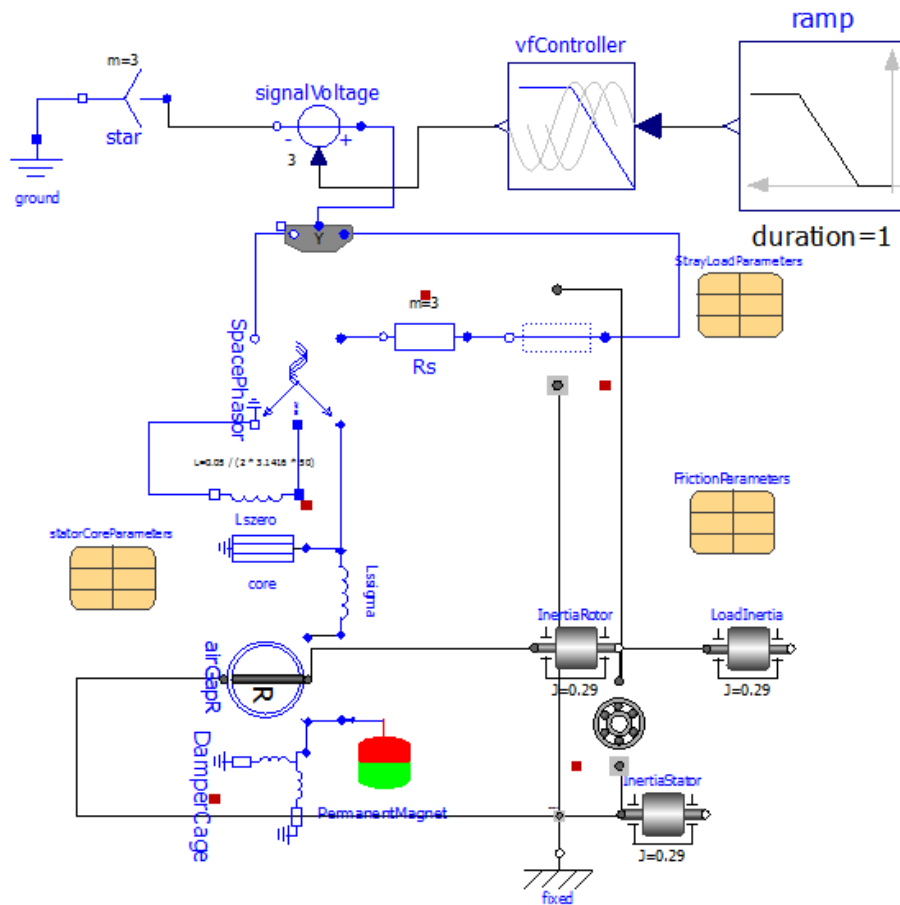 ramp
vfController
m=3
signalVoltage
star
- +
3
ground
Y
duration=1
StrayLoadParameters
m=3
SpacePhasor
Rs
L=0.05 / (2 * 3.1415 * 50)
FrictionParameters
Lszero
statorCoreParameters
core
Lssigma
InertiaRotor
LoadInertia
airGapR
R
J=0.29
J=0.29
DamperCage
InertiaStator
PermanentMagnet
J=0.29
fixed